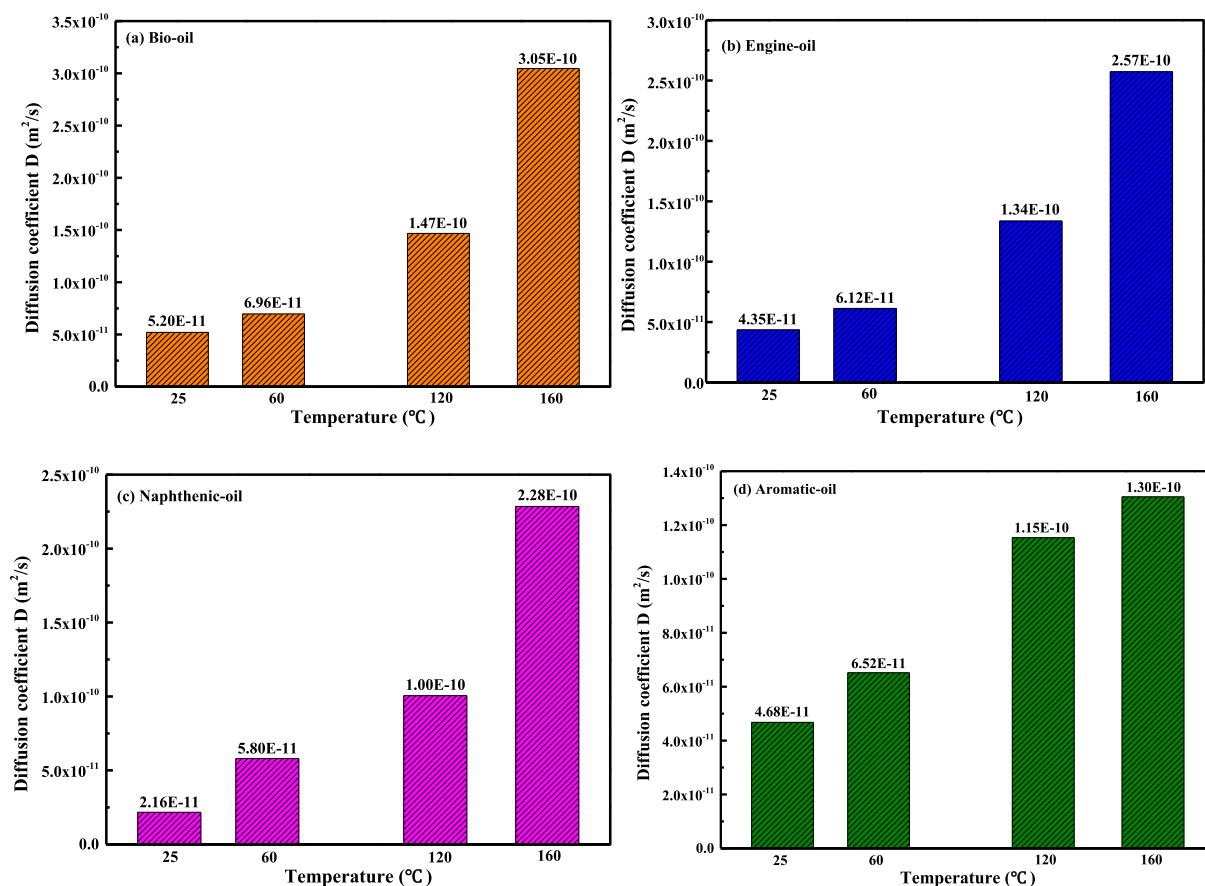 (a) Bio-oil
Diffusion coefficient D (m²/s)
3.5x10⁻¹⁰
3.0x10⁻¹⁰
2.5x10⁻¹⁰
2.0x10⁻¹⁰
1.5x10⁻¹⁰
1.0x10⁻¹⁰
5.0x10⁻¹¹
0.0
5.20E-11
6.96E-11
1.47E-10
3.05E-10
25 60 120 160
Temperature (℃)
(b) Engine-oil
Diffusion coefficient D (m²/s)
3.0x10⁻¹⁰
2.5x10⁻¹⁰
2.0x10⁻¹⁰
1.5x10⁻¹⁰
1.0x10⁻¹⁰
5.0x10⁻¹¹
0.0
4.35E-11
6.12E-11
1.34E-10
2.57E-10
25 60 120 160
Temperature (℃)
(c) Naphthenic-oil
Diffusion coefficient D (m²/s)
2.5x10⁻¹⁰
2.0x10⁻¹⁰
1.5x10⁻¹⁰
1.0x10⁻¹⁰
5.0x10⁻¹¹
0.0
2.16E-11
5.80E-11
1.00E-10
2.28E-10
25 60 120 160
Temperature (℃)
(d) Aromatic-oil
Diffusion coefficient D (m²/s)
1.4x10⁻¹⁰
1.2x10⁻¹⁰
1.0x10⁻¹⁰
8.0x10⁻¹¹
6.0x10⁻¹¹
4.0x10⁻¹¹
2.0x10⁻¹¹
0.0
4.68E-11
6.52E-11
1.15E-10
1.30E-10
25 60 120 160
Temperature (℃)